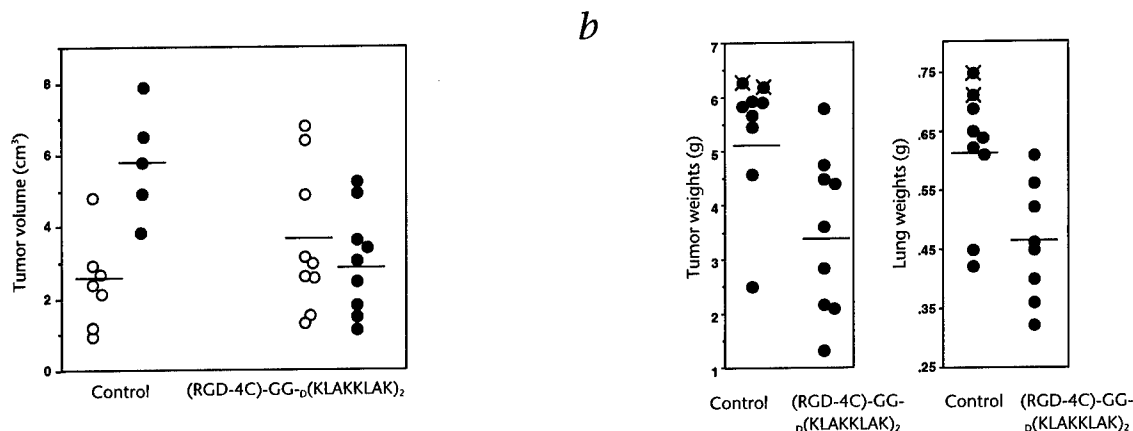 b
Tumor volume (cm³)
8
6
4
2
0
Control
(RGD-4C)-GG-D(KLAKKLAK)₂
Tumor weights (g)
7
6
5
4
3
2
1
Control
(RGD-4C)-GG-
D(KLAKKLAK)₂
Lung weights (g)
.75
.65
.55
.45
.35
.25
Control
(RGD-4C)-GG-
D(KLAKKLAK)₂